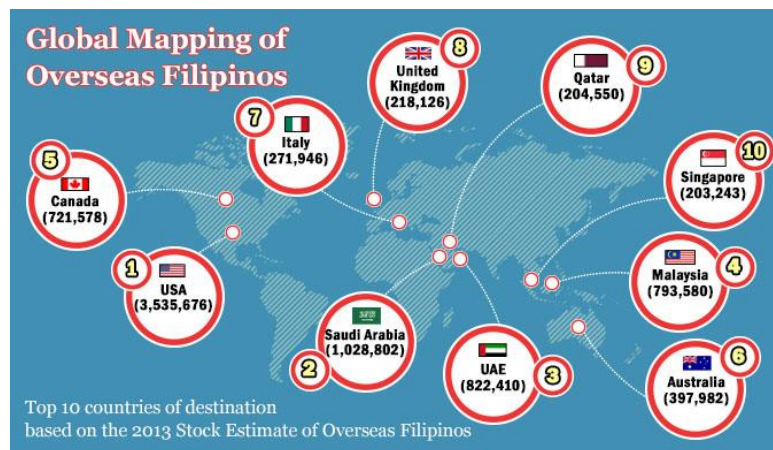 Global Mapping of
Overseas Filipinos
8
United
Kingdom
(218,126)
9
Qatar
(204,550)
7
Italy
(271,946)
10
Singapore
(203,243)
5
Canada
(721,578)
1
USA
(3,535,676)
4
Malaysia
(793,580)
2
Saudi Arabia
(1,028,802)
3
UAE
(822,410)
6
Australia
(397,982)
Top 10 countries of destination
based on the 2013 Stock Estimate of Overseas Filipinos